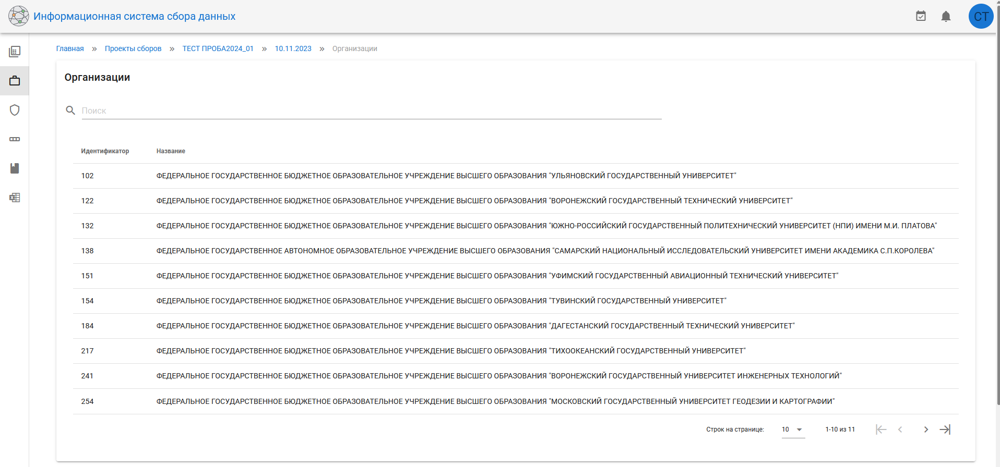 Информационная система сбора данных
СТ
Главная » Проекты сборов » ТЕСТ ПРОБА2024_01 » 10.11.2023 » Организации
Организации
Поиск
Идентификатор Название
102 ФЕДЕРАЛЬНОЕ ГОСУДАРСТВЕННОЕ БЮДЖЕТНОЕ ОБРАЗОВАТЕЛЬНОЕ УЧРЕЖДЕНИЕ ВЫСШЕГО ОБРАЗОВАНИЯ "УЛЬЯНОВСКИЙ ГОСУДАРСТВЕННЫЙ УНИВЕРСИТЕТ"
122 ФЕДЕРАЛЬНОЕ ГОСУДАРСТВЕННОЕ БЮДЖЕТНОЕ ОБРАЗОВАТЕЛЬНОЕ УЧРЕЖДЕНИЕ ВЫСШЕГО ОБРАЗОВАНИЯ "ВОРОНЕЖСКИЙ ГОСУДАРСТВЕННЫЙ ТЕХНИЧЕСКИЙ УНИВЕРСИТЕТ"
132 ФЕДЕРАЛЬНОЕ ГОСУДАРСТВЕННОЕ БЮДЖЕТНОЕ ОБРАЗОВАТЕЛЬНОЕ УЧРЕЖДЕНИЕ ВЫСШЕГО ОБРАЗОВАНИЯ "ЮЖНО-РОССИЙСКИЙ ГОСУДАРСТВЕННЫЙ ПОЛИТЕХНИЧЕСКИЙ УНИВЕРСИТЕТ (НПИ) ИМЕНИ М.И. ПЛАТОВА"
138 ФЕДЕРАЛЬНОЕ ГОСУДАРСТВЕННОЕ АВТОНОМНОЕ ОБРАЗОВАТЕЛЬНОЕ УЧРЕЖДЕНИЕ ВЫСШЕГО ОБРАЗОВАНИЯ "САМАРСКИЙ НАЦИОНАЛЬНЫЙ ИССЛЕДОВАТЕЛЬСКИЙ УНИВЕРСИТЕТ ИМЕНИ АКАДЕМИКА С.П.КОРОЛЕВА"
151 ФЕДЕРАЛЬНОЕ ГОСУДАРСТВЕННОЕ БЮДЖЕТНОЕ ОБРАЗОВАТЕЛЬНОЕ УЧРЕЖДЕНИЕ ВЫСШЕГО ОБРАЗОВАНИЯ "УФИМСКИЙ ГОСУДАРСТВЕННЫЙ АВИАЦИОННЫЙ ТЕХНИЧЕСКИЙ УНИВЕРСИТЕТ"
154 ФЕДЕРАЛЬНОЕ ГОСУДАРСТВЕННОЕ БЮДЖЕТНОЕ ОБРАЗОВАТЕЛЬНОЕ УЧРЕЖДЕНИЕ ВЫСШЕГО ОБРАЗОВАНИЯ "ТУВИНСКИЙ ГОСУДАРСТВЕННЫЙ УНИВЕРСИТЕТ"
184 ФЕДЕРАЛЬНОЕ ГОСУДАРСТВЕННОЕ БЮДЖЕТНОЕ ОБРАЗОВАТЕЛЬНОЕ УЧРЕЖДЕНИЕ ВЫСШЕГО ОБРАЗОВАНИЯ "ДАГЕСТАНСКИЙ ГОСУДАРСТВЕННЫЙ ТЕХНИЧЕСКИЙ УНИВЕРСИТЕТ"
217 ФЕДЕРАЛЬНОЕ ГОСУДАРСТВЕННОЕ БЮДЖЕТНОЕ ОБРАЗОВАТЕЛЬНОЕ УЧРЕЖДЕНИЕ ВЫСШЕГО ОБРАЗОВАНИЯ "ТИХООКЕАНСКИЙ ГОСУДАРСТВЕННЫЙ УНИВЕРСИТЕТ"
241 ФЕДЕРАЛЬНОЕ ГОСУДАРСТВЕННОЕ БЮДЖЕТНОЕ ОБРАЗОВАТЕЛЬНОЕ УЧРЕЖДЕНИЕ ВЫСШЕГО ОБРАЗОВАНИЯ "ВОРОНЕЖСКИЙ ГОСУДАРСТВЕННЫЙ УНИВЕРСИТЕТ ИНЖЕНЕРНЫХ ТЕХНОЛОГИЙ"
254 ФЕДЕРАЛЬНОЕ ГОСУДАРСТВЕННОЕ БЮДЖЕТНОЕ ОБРАЗОВАТЕЛЬНОЕ УЧРЕЖДЕНИЕ ВЫСШЕГО ОБРАЗОВАНИЯ "МОСКОВСКИЙ ГОСУДАРСТВЕННЫЙ УНИВЕРСИТЕТ ГЕОДЕЗИИ И КАРТОГРАФИИ"
Строк на странице: 10 1-10 из 11